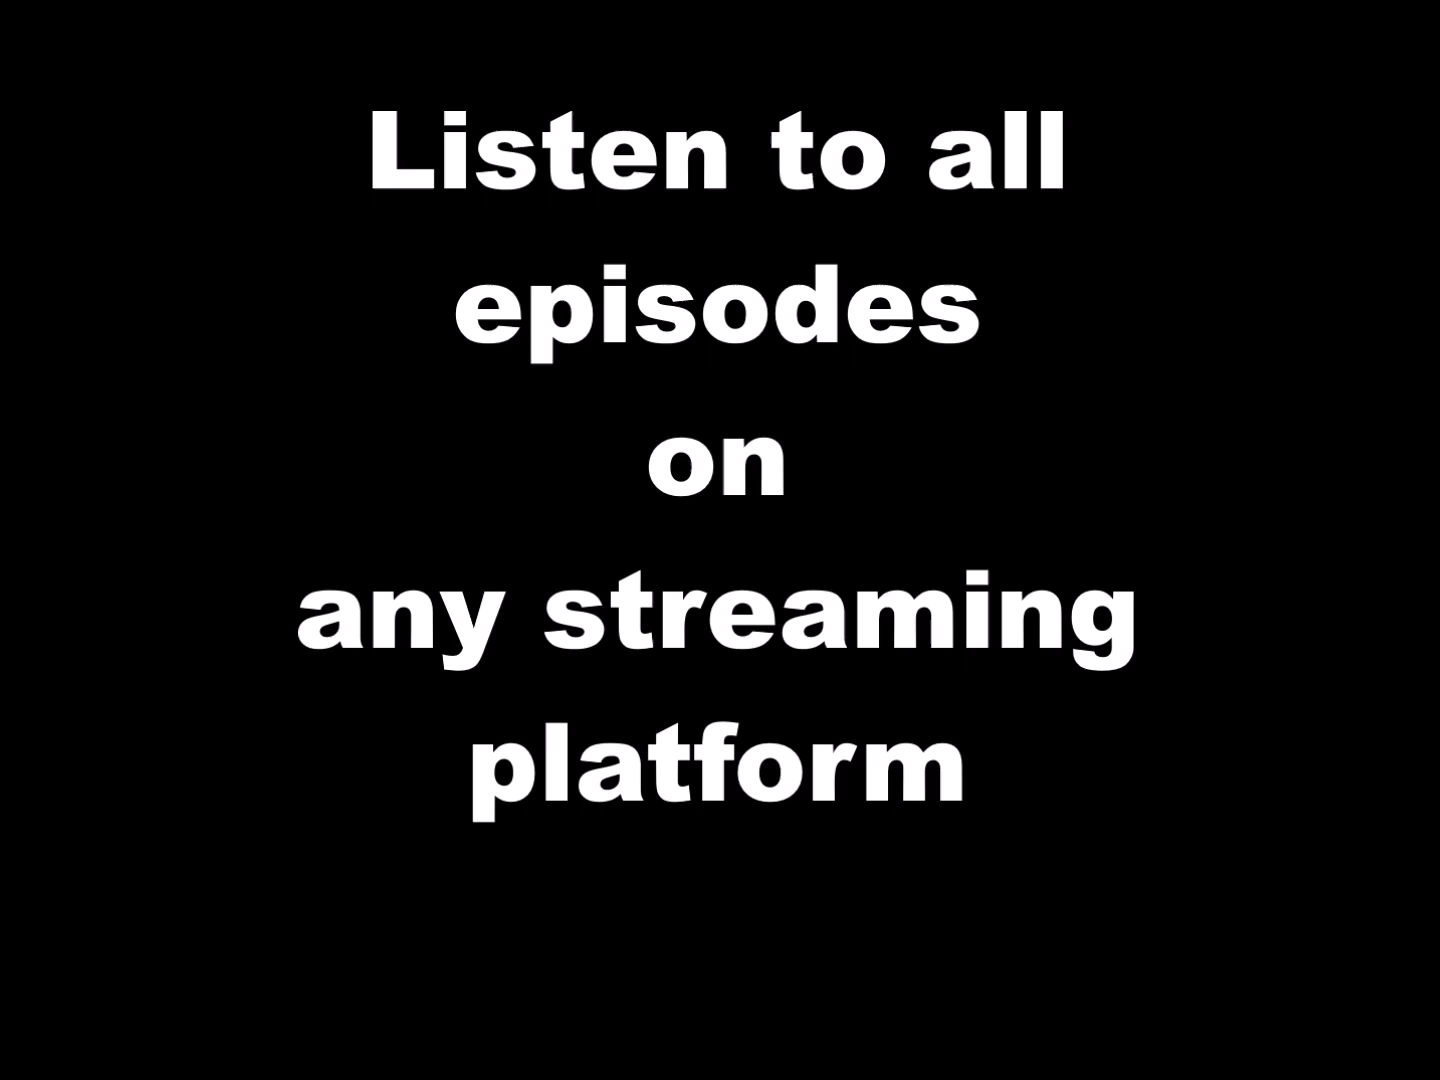 Listen to all
episodes
on
any streaming
platform